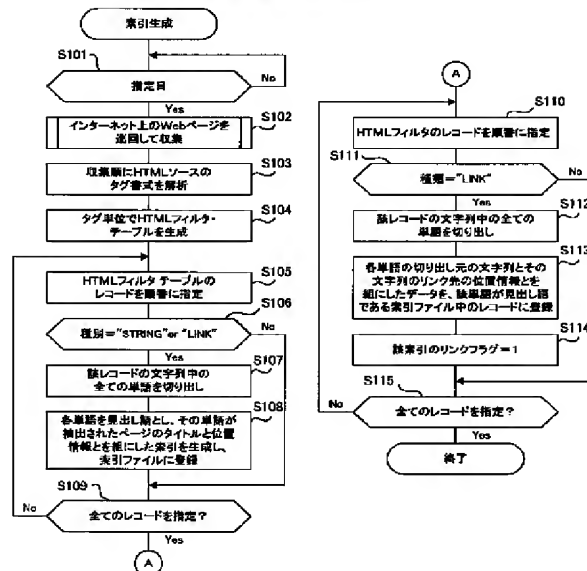 索引生成
S101
指定日
No
Yes
インターネット上のWebページを
巡回して収集
S102
収集順にHTMLソースの
タグ書式を解析
S103
タグ単位でHTMLフィルタ・
テーブルを生成
S104
HTMLフィルタ テーブルの
レコードを順番に指定
S105
S106
種別="STRING"or "LINK"
No
Yes
該レコードの文字列中の
全ての単語を切り出し
S107
各単語を見出し語とし、その単語が
抽出されたページのタイトルと位置
情報とを組にした索引を生成し、
索引ファイルに登録
S108
S109
No
全てのレコードを指定?
Yes
A
A
S110
HTMLフィルタのレコードを順番に指定
S111
種類="LINK"
No
Yes
該レコードの文字列中の全ての
単語を切り出し
S112
各単語の切り出し元の文字列とその
文字列のリンク先の位置情報とを
組にしたデータを、該単語が見出し語
である索引ファイル中のレコードに登録
S113
該索引のリンクフラグ=1
S114
S115
No
全てのレコードを指定?
Yes
終了